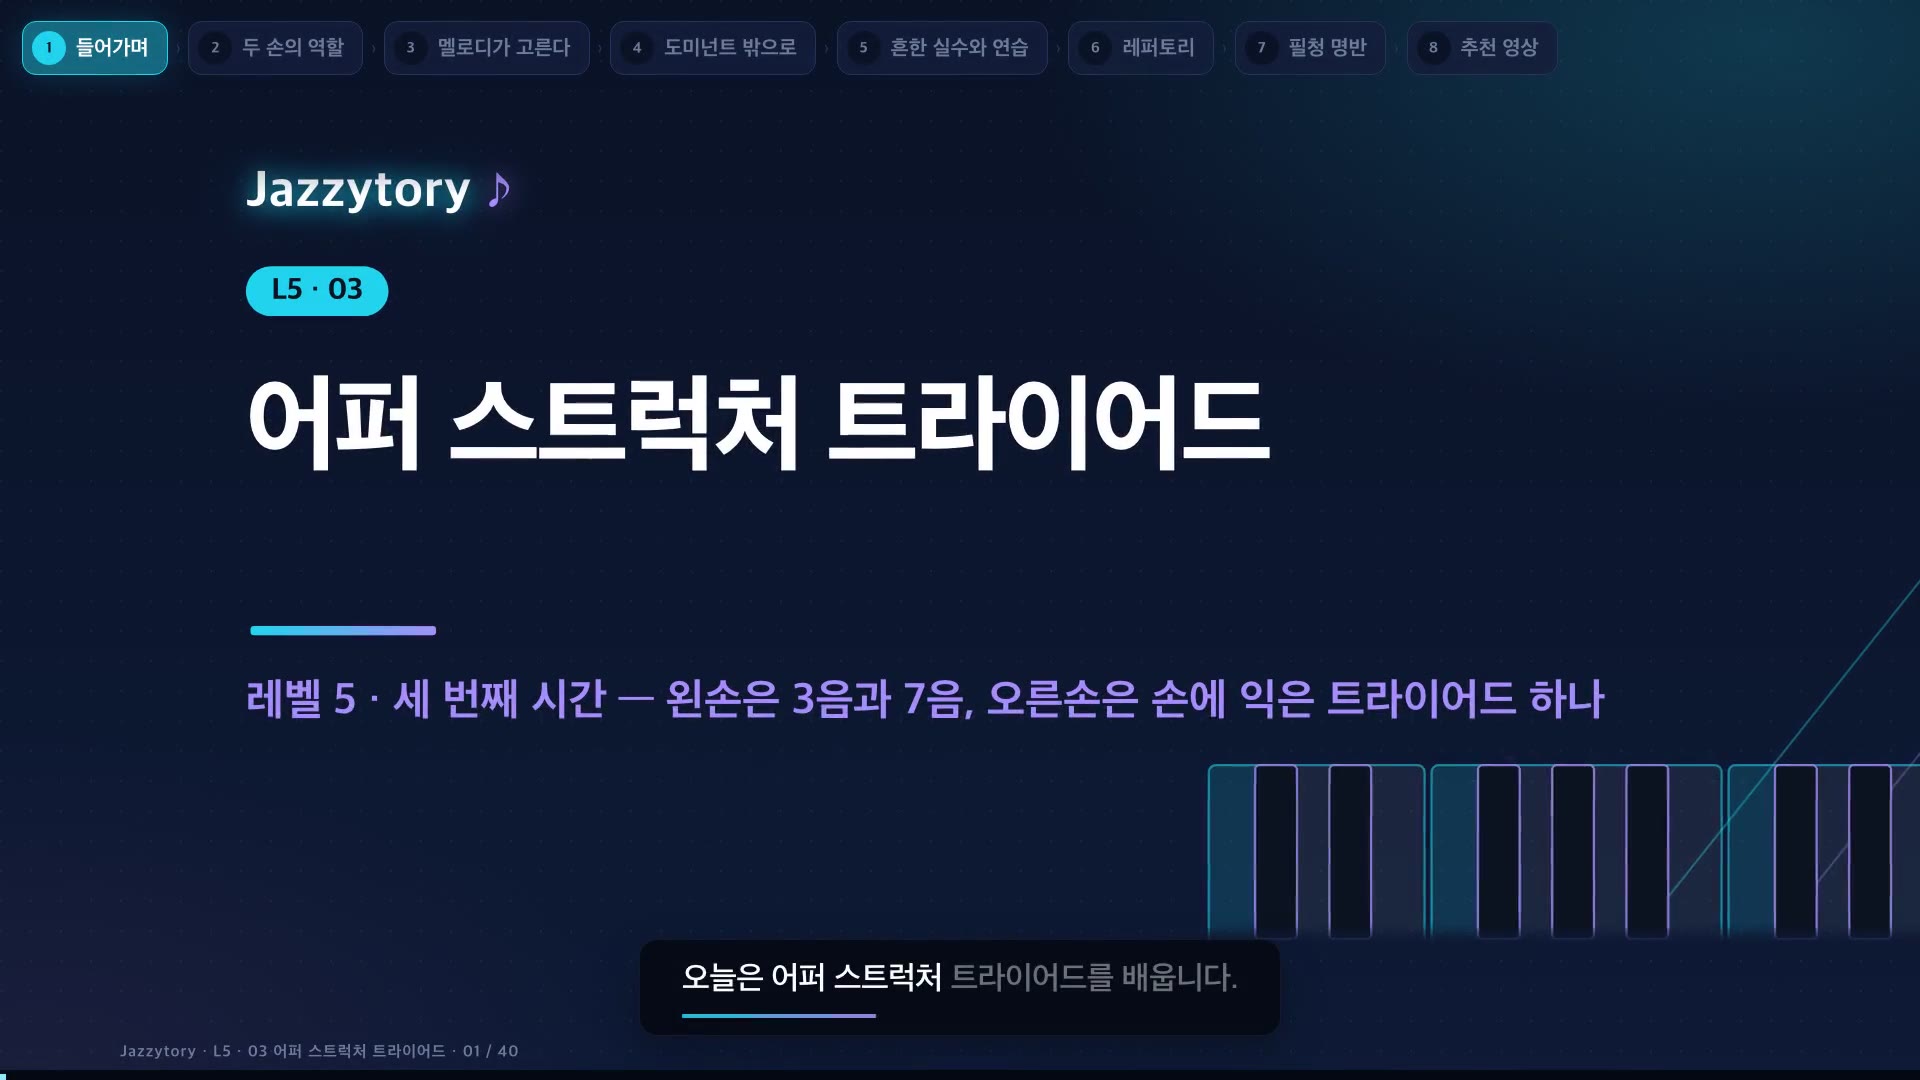 1 들어가며 › 2 두 손의 역할 › 3 멜로디가 고른다 › 4 도미넌트 밖으로 › 5 흔한 실수와 연습 › 6 레퍼토리 › 7 필청 명반 › 8 추천 영상
Jazzytory ♪
L5 · 03
어퍼 스트럭처 트라이어드
레벨 5 · 세 번째 시간 — 왼손은 3음과 7음, 오른손은 손에 익은 트라이어드 하나
오늘은 어퍼 스트럭처 트라이어드를 배웁니다.
Jazzytory · L5 · 03 어퍼 스트럭처 트라이어드 · 01 / 40